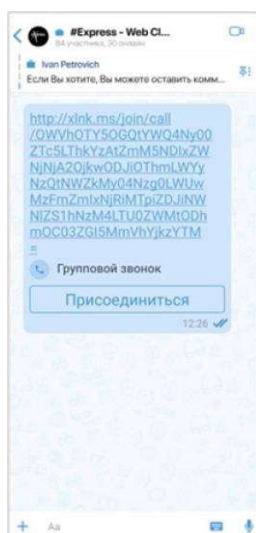 #Express - Web Cl...
84 участника, 30 онлайн
Ivan Petrovich
Если Вы хотите, Вы можете оставить комм...
http://xlnk.ms/join/call
/OWVhOTY5OGQtYWQ4Ny00
ZTc5LThkYzAtZmM5NDIxZW
NjNjA2OjkwODJiOThmLWYy
NzQtNWZkMy04Nzg0LWUw
MzFmZmIxNjRiMTpiZDJiNW
NlZS1hNzM4LTU0ZWMtODh
mOC03ZGI5MmVhYjkzYTM
=
Групповой звонок
Присоединиться
12:26
Aa